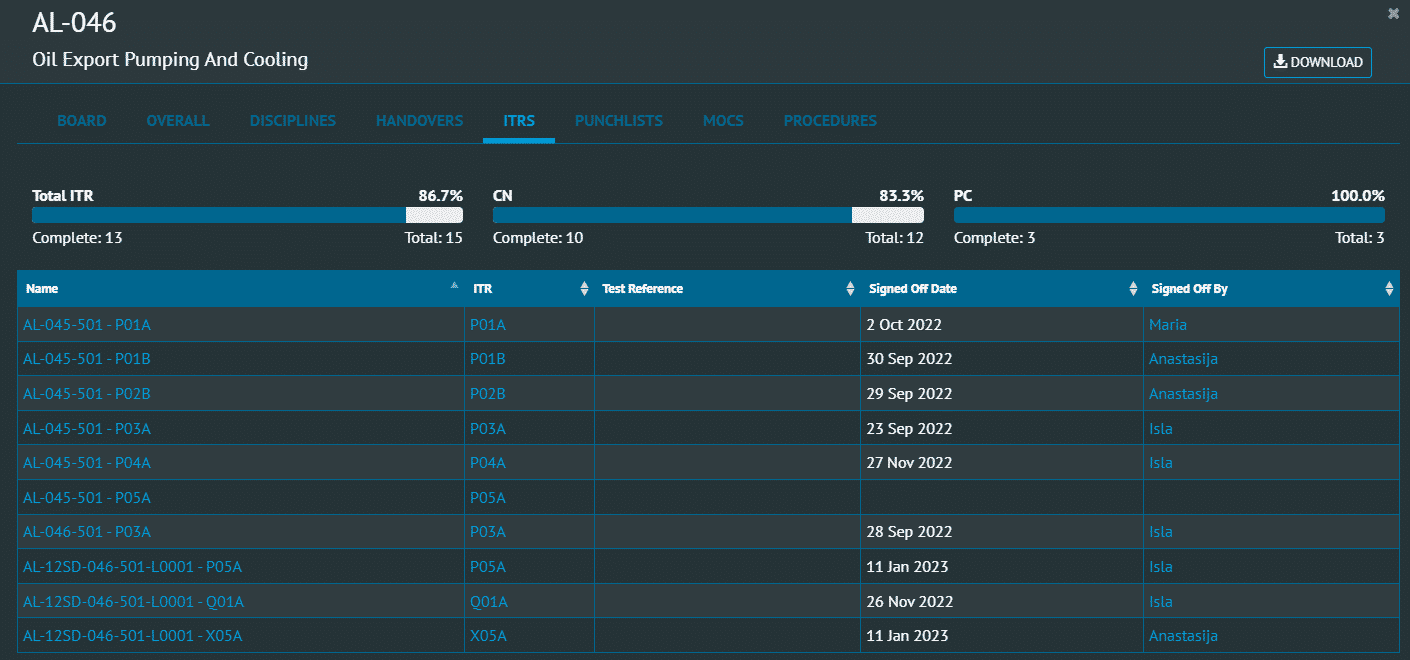 AL-046
Oil Export Pumping And Cooling
DOWNLOAD
BOARD OVERALL DISCIPLINES HANDOVERS ITRS PUNCHLISTS MOCS PROCEDURES
Total ITR 86.7% CN 83.3% PC 100.0%
Complete: 13 Total: 15 Complete: 10 Total: 12 Complete: 3 Total: 3
Name ITR Test Reference Signed Off Date Signed Off By
AL-045-501 - P01A P01A 2 Oct 2022 Maria
AL-045-501 - P01B P01B 30 Sep 2022 Anastasija
AL-045-501 - P02B P02B 29 Sep 2022 Anastasija
AL-045-501 - P03A P03A 23 Sep 2022 Isla
AL-045-501 - P04A P04A 27 Nov 2022 Isla
AL-045-501 - P05A P05A
AL-046-501 - P03A P03A 28 Sep 2022 Isla
AL-12SD-046-501-L0001 - P05A P05A 11 Jan 2023 Isla
AL-12SD-046-501-L0001 - Q01A Q01A 26 Nov 2022 Isla
AL-12SD-046-501-L0001 - X05A X05A 11 Jan 2023 Anastasija